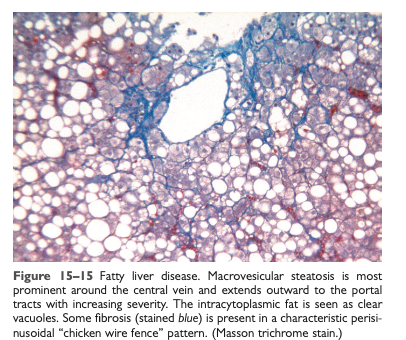 Figure 15–15 Fatty liver disease. Macrovesicular steatosis is most
prominent around the central vein and extends outward to the portal
tracts with increasing severity. The intracytoplasmic fat is seen as clear
vacuoles. Some fibrosis (stained blue) is present in a characteristic perisi-
nusoidal “chicken wire fence” pattern. (Masson trichrome stain.)